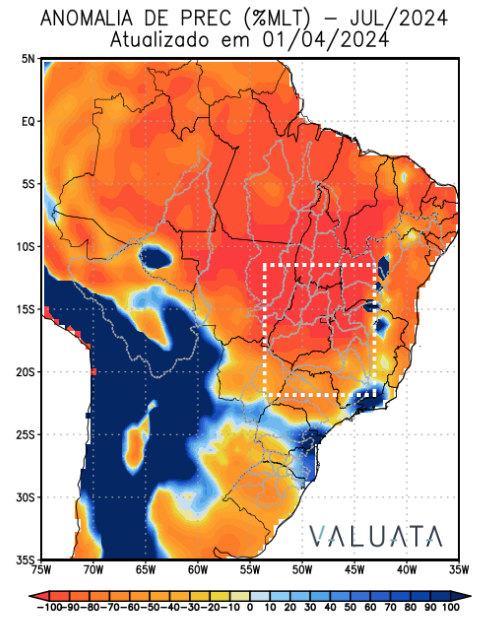 ANOMALIA DE PREC (%MLT) – JUL/2024
Atualizado em 01/04/2024
5N
EQ
5S
10S
15S
20S
25S
30S
35S
75W 70W 65W 60W 55W 50W 45W 40W 35W
VALUATA
-100-90-80-70-60-50-40-30-20-10 0 10 20 30 40 50 60 70 80 90 100